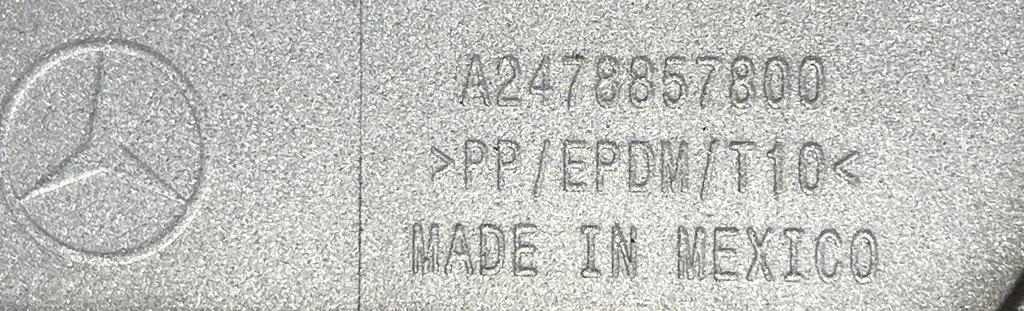 A2478857800
>PP/EPDM/T10<
MADE IN MEXICO